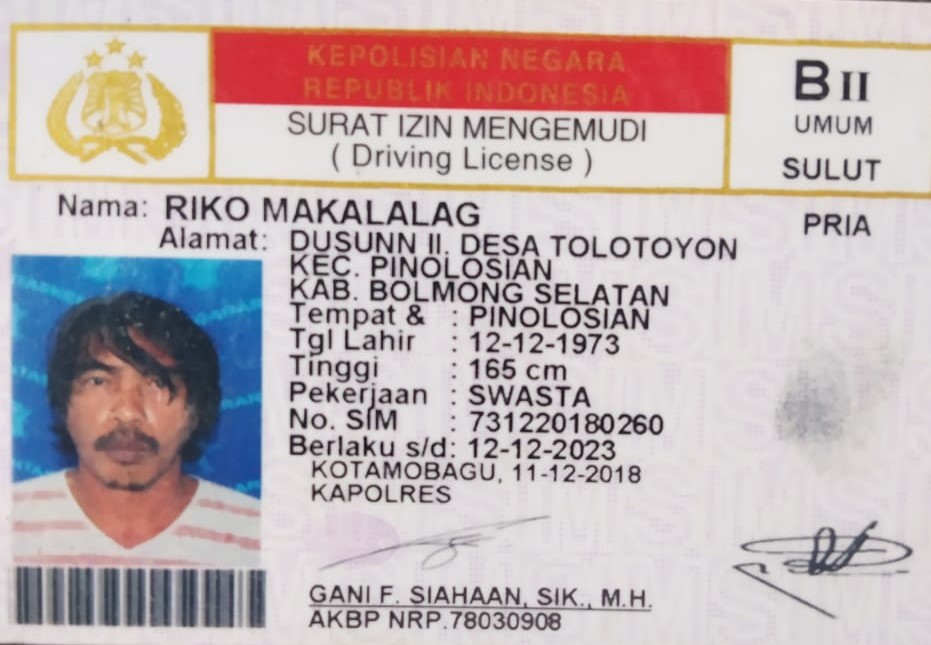 KEPOLISIAN NEGARA
REPUBLIK INDONESIA
SURAT IZIN MENGEMUDI
( Driving License )
B II
UMUM
SULUT
Nama: RIKO MAKALALAG
PRIA
Alamat: DUSUNN II. DESA TOLOTOYON
KEC. PINOLOSIAN
KAB. BOLMONG SELATAN
Tempat & : PINOLOSIAN
Tgl Lahir : 12-12-1973
Tinggi : 165 cm
Pekerjaan : SWASTA
No. SIM : 731220180260
Berlaku s/d: 12-12-2023
KOTAMOBAGU, 11-12-2018
KAPOLRES
GANI F. SIAHAAN, SIK., M.H.
AKBP NRP.78030908